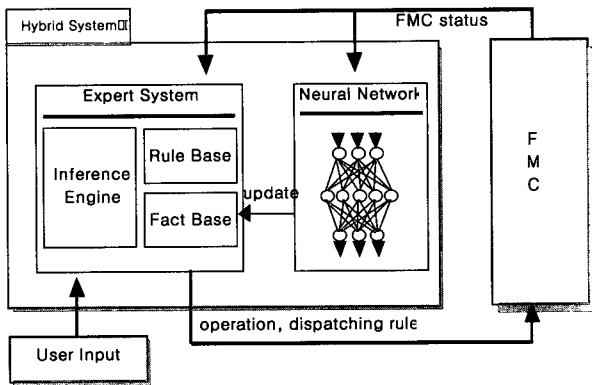 Hybrid System
FMC status
Expert System
Neural Network
Inference
Engine
Rule Base
Fact Base
update
F
M
C
operation, dispatching rule
User Input